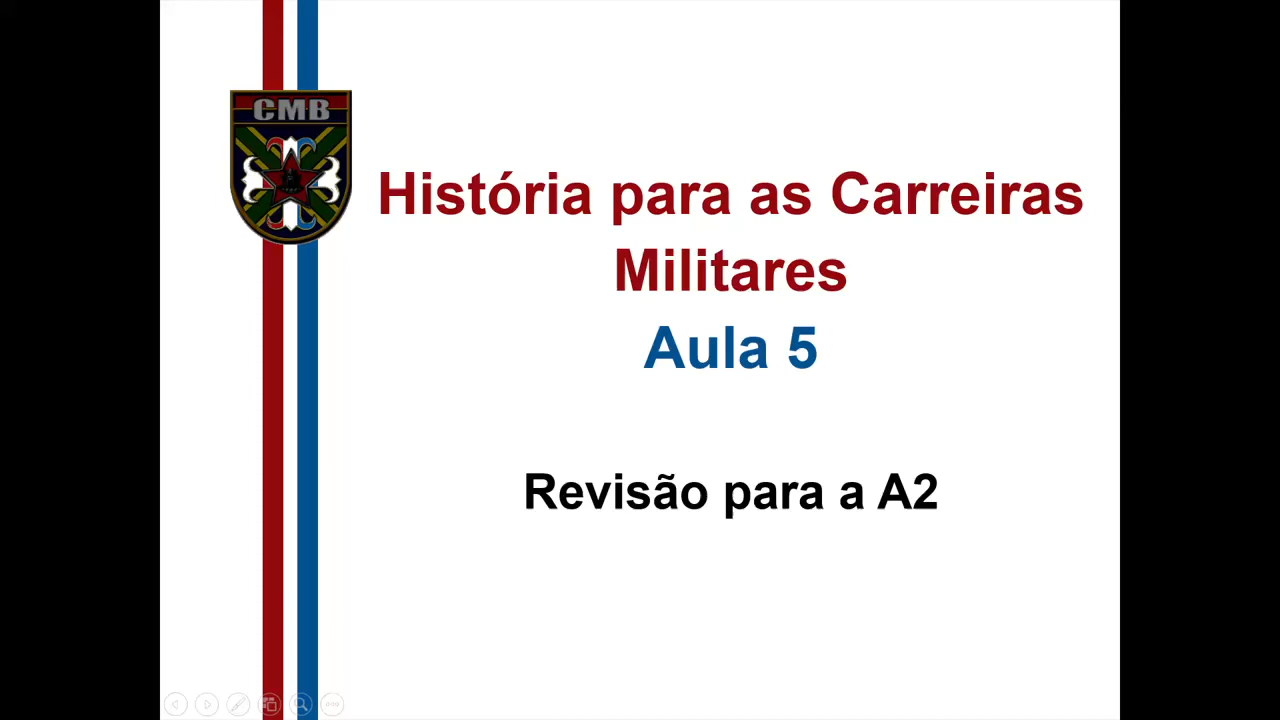 CMB
História para as Carreiras
Militares
Aula 5
Revisão para a A2